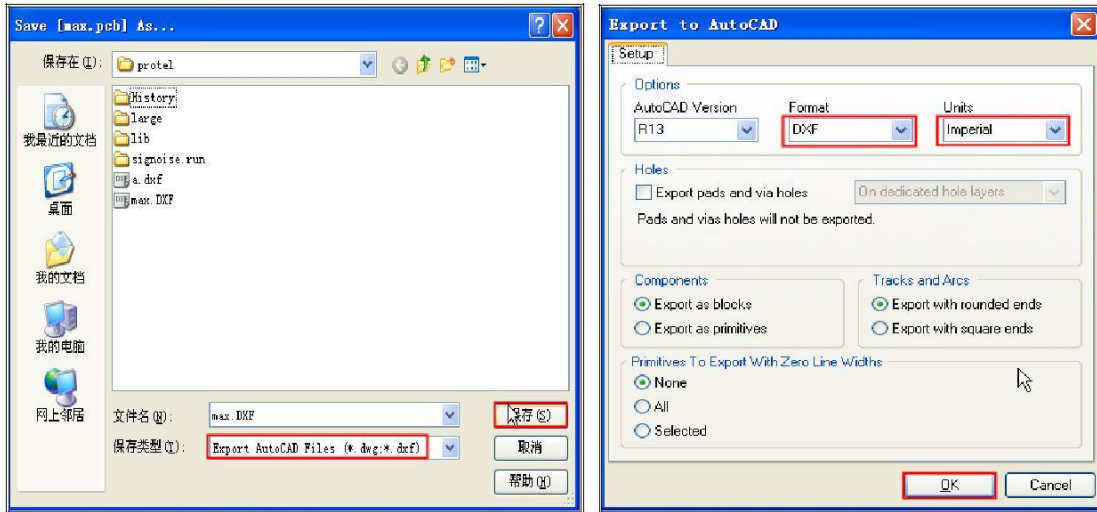 Save [max.pcb] As...
保存在(I):
protel
我最近的文档
桌面
我的文档
我的电脑
网上邻居
History
large
lib
signoise.run
a.dxf
max.DXF
文件名(N):
max.DXF
保存(S)
保存类型(T):
Export AutoCAD Files (*.dwg;*.dxf)
取消
帮助(H)
Export to AutoCAD
Setup
Options
AutoCAD Version
Format
Units
R13
DXF
Imperial
Holes
Export pads and via holes
On dedicated hole layers
Pads and vias holes will not be exported.
Components
Export as blocks
Export as primitives
Tracks and Arcs
Export with rounded ends
Export with square ends
Primitives To Export With Zero Line Widths
None
All
Selected
OK
Cancel